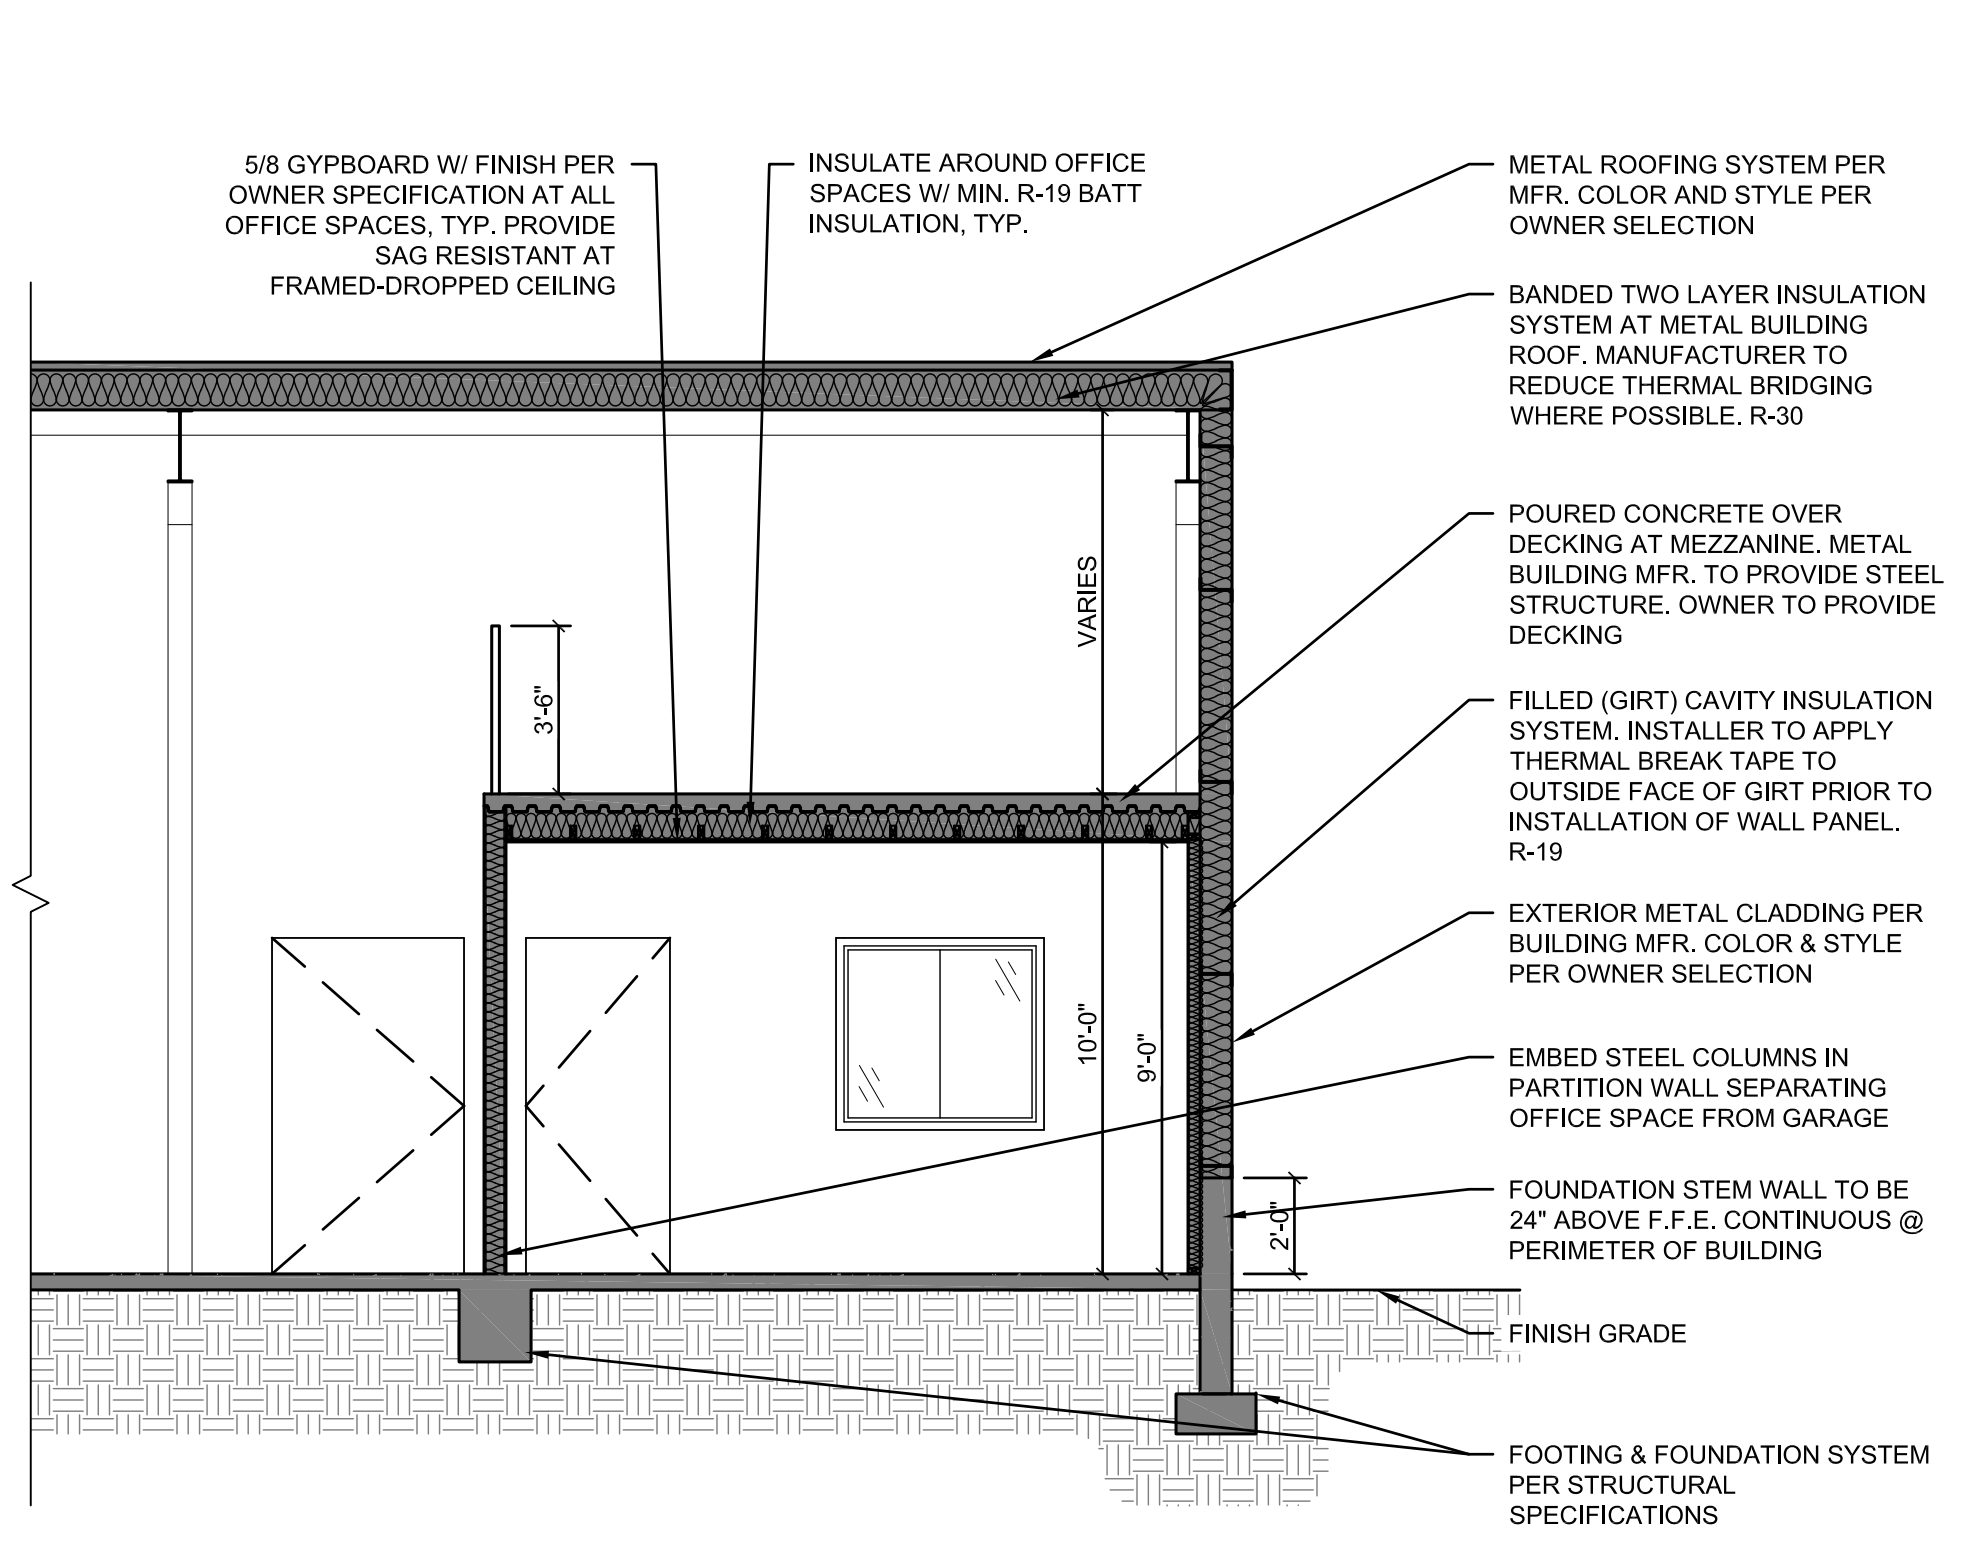 5/8 GYPBOARD W/ FINISH PER
OWNER SPECIFICATION AT ALL
OFFICE SPACES, TYP. PROVIDE
SAG RESISTANT AT
FRAMED-DROPPED CEILING
INSULATE AROUND OFFICE
SPACES W/ MIN. R-19 BATT
INSULATION, TYP.
METAL ROOFING SYSTEM PER
MFR. COLOR AND STYLE PER
OWNER SELECTION
BANDED TWO LAYER INSULATION
SYSTEM AT METAL BUILDING
ROOF. MANUFACTURER TO
REDUCE THERMAL BRIDGING
WHERE POSSIBLE. R-30
POURED CONCRETE OVER
DECKING AT MEZZANINE. METAL
BUILDING MFR. TO PROVIDE STEEL
STRUCTURE. OWNER TO PROVIDE
DECKING
VARIES
3'-6"
FILLED (GIRT) CAVITY INSULATION
SYSTEM. INSTALLER TO APPLY
THERMAL BREAK TAPE TO
OUTSIDE FACE OF GIRT PRIOR TO
INSTALLATION OF WALL PANEL.
R-19
EXTERIOR METAL CLADDING PER
BUILDING MFR. COLOR & STYLE
PER OWNER SELECTION
10'-0"
9'-0"
EMBED STEEL COLUMNS IN
PARTITION WALL SEPARATING
OFFICE SPACE FROM GARAGE
2'-0"
FOUNDATION STEM WALL TO BE
24" ABOVE F.F.E. CONTINUOUS @
PERIMETER OF BUILDING
FINISH GRADE
FOOTING & FOUNDATION SYSTEM
PER STRUCTURAL
SPECIFICATIONS